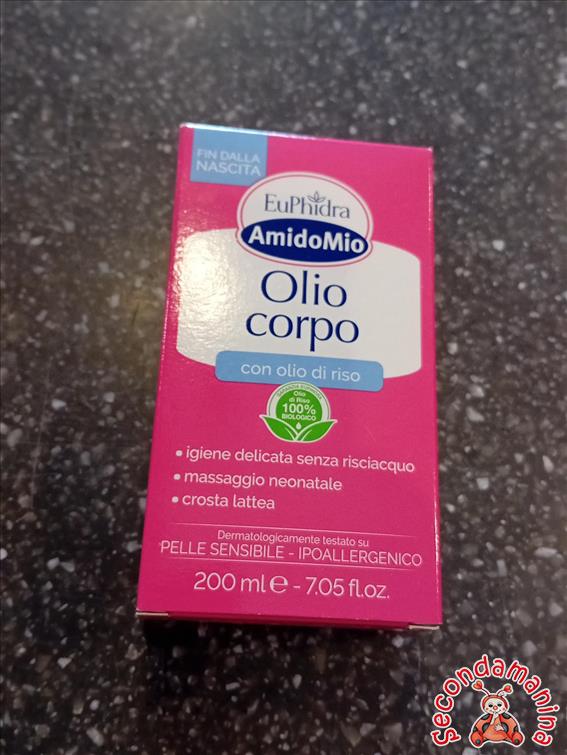 FIN DALLA
NASCITA
EuPhidra
AmidoMio
Olio
corpo
con olio di riso
Olio
di Riso
100%
BIOLOGICO
• igiene delicata senza risciacquo
• massaggio neonatale
• crosta lattea
Dermatologicamente testato su
PELLE SENSIBILE - IPOALLERGENICO
200 ml e - 7.05 fl.oz.
Secondamanina